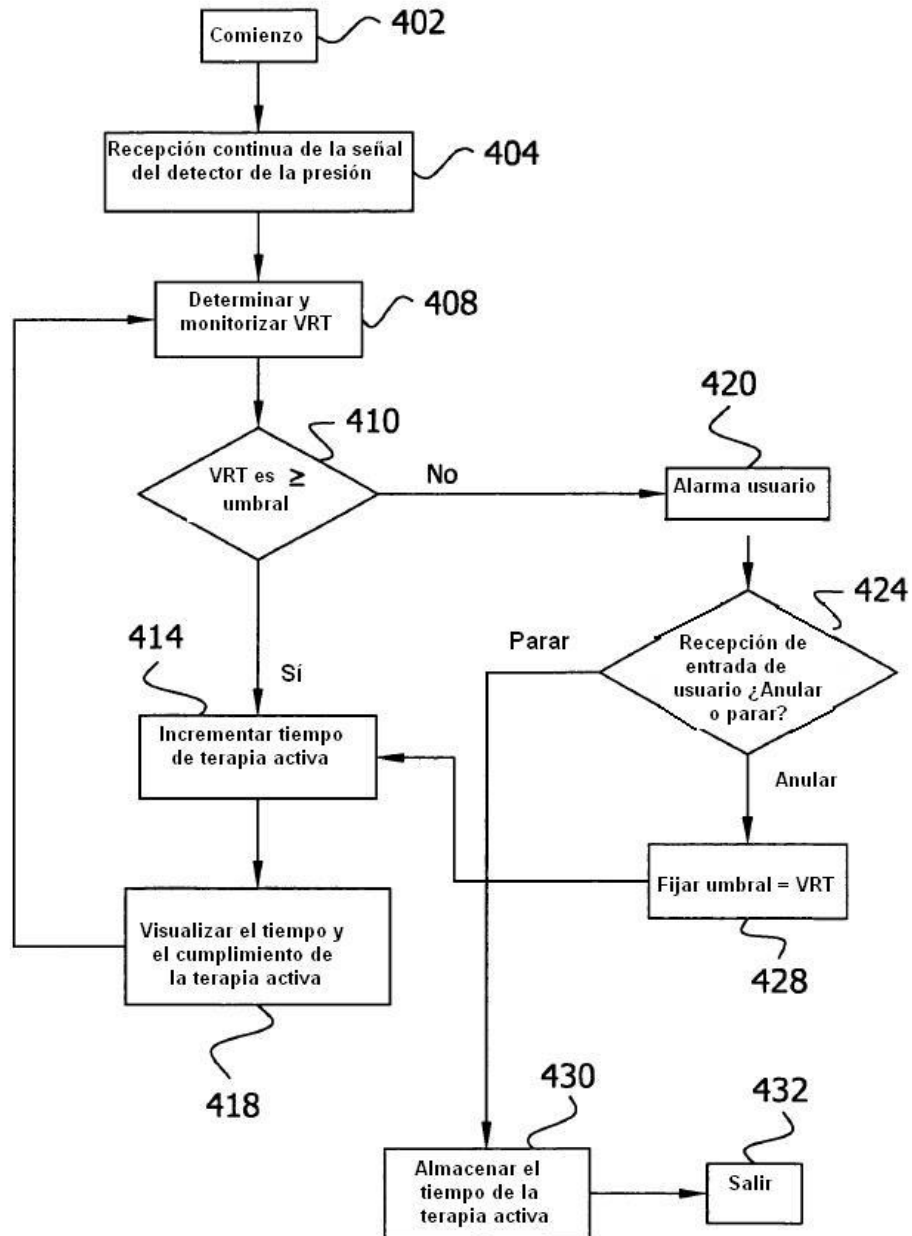 Comienzo
402
Recepción continua de la señal
del detector de la presión
404
Determinar y
monitorizar VRT
408
410
VRT es ≥
umbral
No
420
Alarma usuario
424
Recepción de
entrada de
usuario ¿Anular
o parar?
Parar
Sí
414
Incrementar tiempo
de terapia activa
Anular
Fijar umbral = VRT
428
Visualizar el tiempo y
el cumplimiento de
la terapia activa
418
430
Almacenar el
tiempo de la
terapia activa
432
Salir